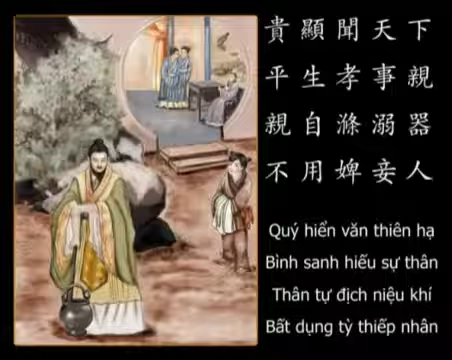 貴顯聞天下
平生孝事親
親自滌溺器
不用婢妾人
Quý hiển văn thiên hạ
Bình sanh hiếu sự thân
Thân tự địch niệu khí
Bất dụng tỳ thiếp nhân